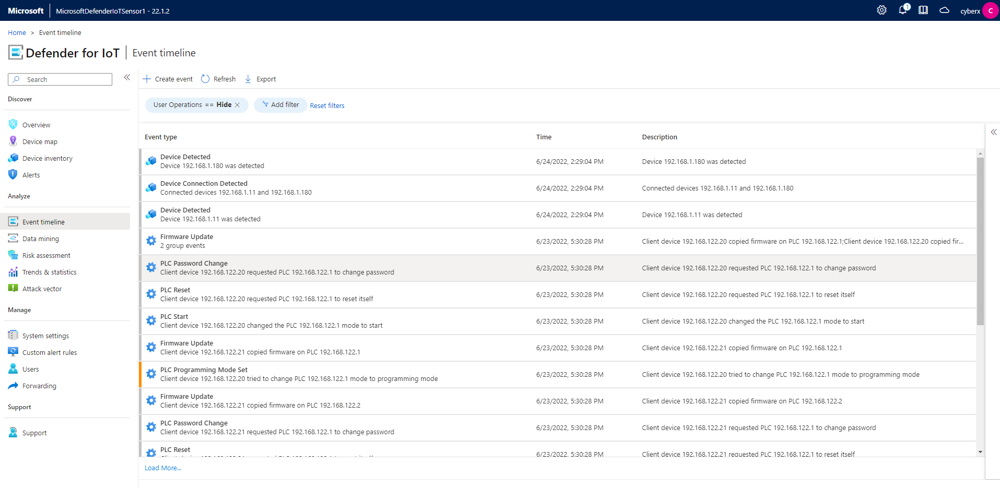 Microsoft MicrosoftDefenderIoTSensor1 - 22.1.2 1 cyberx C
Home > Event timeline
Defender for IoT Event timeline
Search
Create event Refresh Export
Discover
User Operations == Hide Add filter Reset filters
Overview
Device map
Device inventory
Alerts
Analyze
Event timeline
Data mining
Risk assessment
Trends & statistics
Attack vector
Manage
System settings
Custom alert rules
Users
Forwarding
Support
Support
Event type Time Description
Device Detected
Device 192.168.1.180 was detected
6/24/2022, 2:29:04 PM Device 192.168.1.180 was detected
Device Connection Detected
Connected devices 192.168.1.11 and 192.168.1.180
6/24/2022, 2:29:04 PM Connected devices 192.168.1.11 and 192.168.1.180
Device Detected
Device 192.168.1.11 was detected
6/24/2022, 2:29:04 PM Device 192.168.1.11 was detected
Firmware Update
2 group events
6/23/2022, 5:30:28 PM Client device 192.168.122.20 copied firmware on PLC 192.168.122.1;Client device 192.168.122.20 copied fir...
PLC Password Change
Client device 192.168.122.20 requested PLC 192.168.122.1 to change password
6/23/2022, 5:30:28 PM Client device 192.168.122.20 requested PLC 192.168.122.1 to change password
PLC Reset
Client device 192.168.122.20 requested PLC 192.168.122.1 to reset itself
6/23/2022, 5:30:28 PM Client device 192.168.122.20 requested PLC 192.168.122.1 to reset itself
PLC Start
Client device 192.168.122.20 changed the PLC 192.168.122.1 mode to start
6/23/2022, 5:30:28 PM Client device 192.168.122.20 changed the PLC 192.168.122.1 mode to start
Firmware Update
Client device 192.168.122.21 copied firmware on PLC 192.168.122.1
6/23/2022, 5:30:28 PM Client device 192.168.122.21 copied firmware on PLC 192.168.122.1
PLC Programming Mode Set
Client device 192.168.122.20 tried to change PLC 192.168.122.1 mode to programming mode
6/23/2022, 5:30:28 PM Client device 192.168.122.20 tried to change PLC 192.168.122.1 mode to programming mode
Firmware Update
Client device 192.168.122.21 copied firmware on PLC 192.168.122.2
6/23/2022, 5:30:28 PM Client device 192.168.122.21 copied firmware on PLC 192.168.122.2
PLC Password Change
Client device 192.168.122.21 requested PLC 192.168.122.1 to change password
6/23/2022, 5:30:28 PM Client device 192.168.122.21 requested PLC 192.168.122.1 to change password
PLC Reset
6/23/2022, 5:30:28 PM Client device 192.168.122.21 requested PLC 192.168.122.1 to reset itself
Load More...